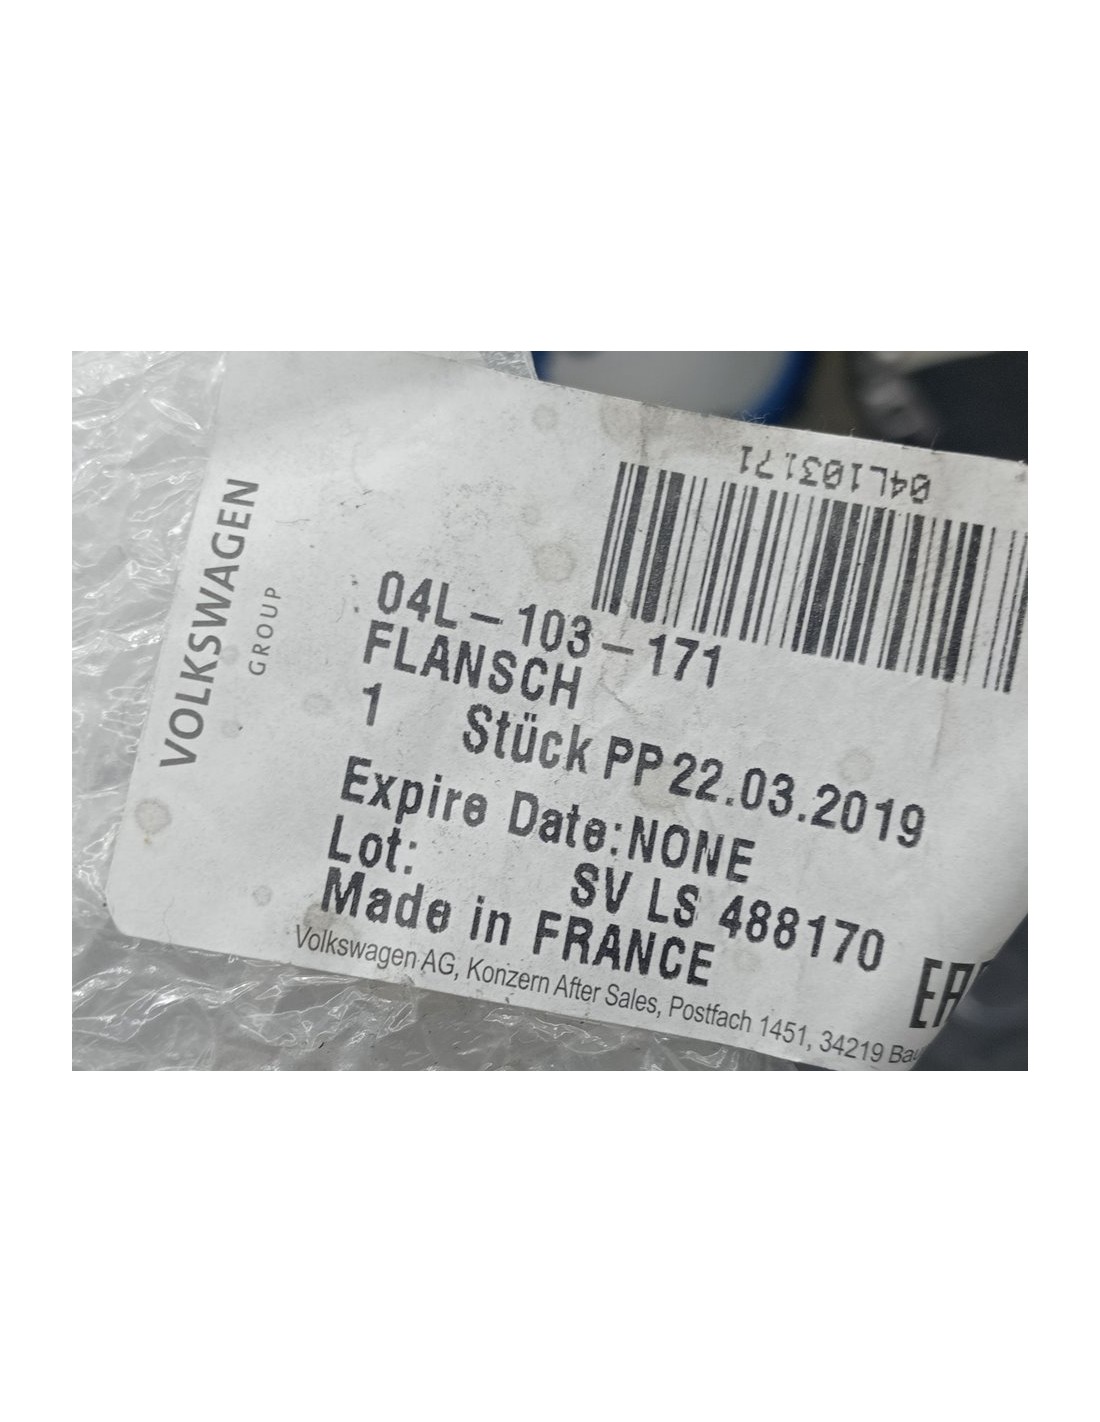 VOLKSWAGEN
GROUP
04L103171
04L-103-171
FLANSCH
1 Stück PP 22.03.2019
Expire Date:NONE
Lot: SV LS 488170
Made in FRANCE
Volkswagen AG, Konzern After Sales, Postfach 1451, 34219